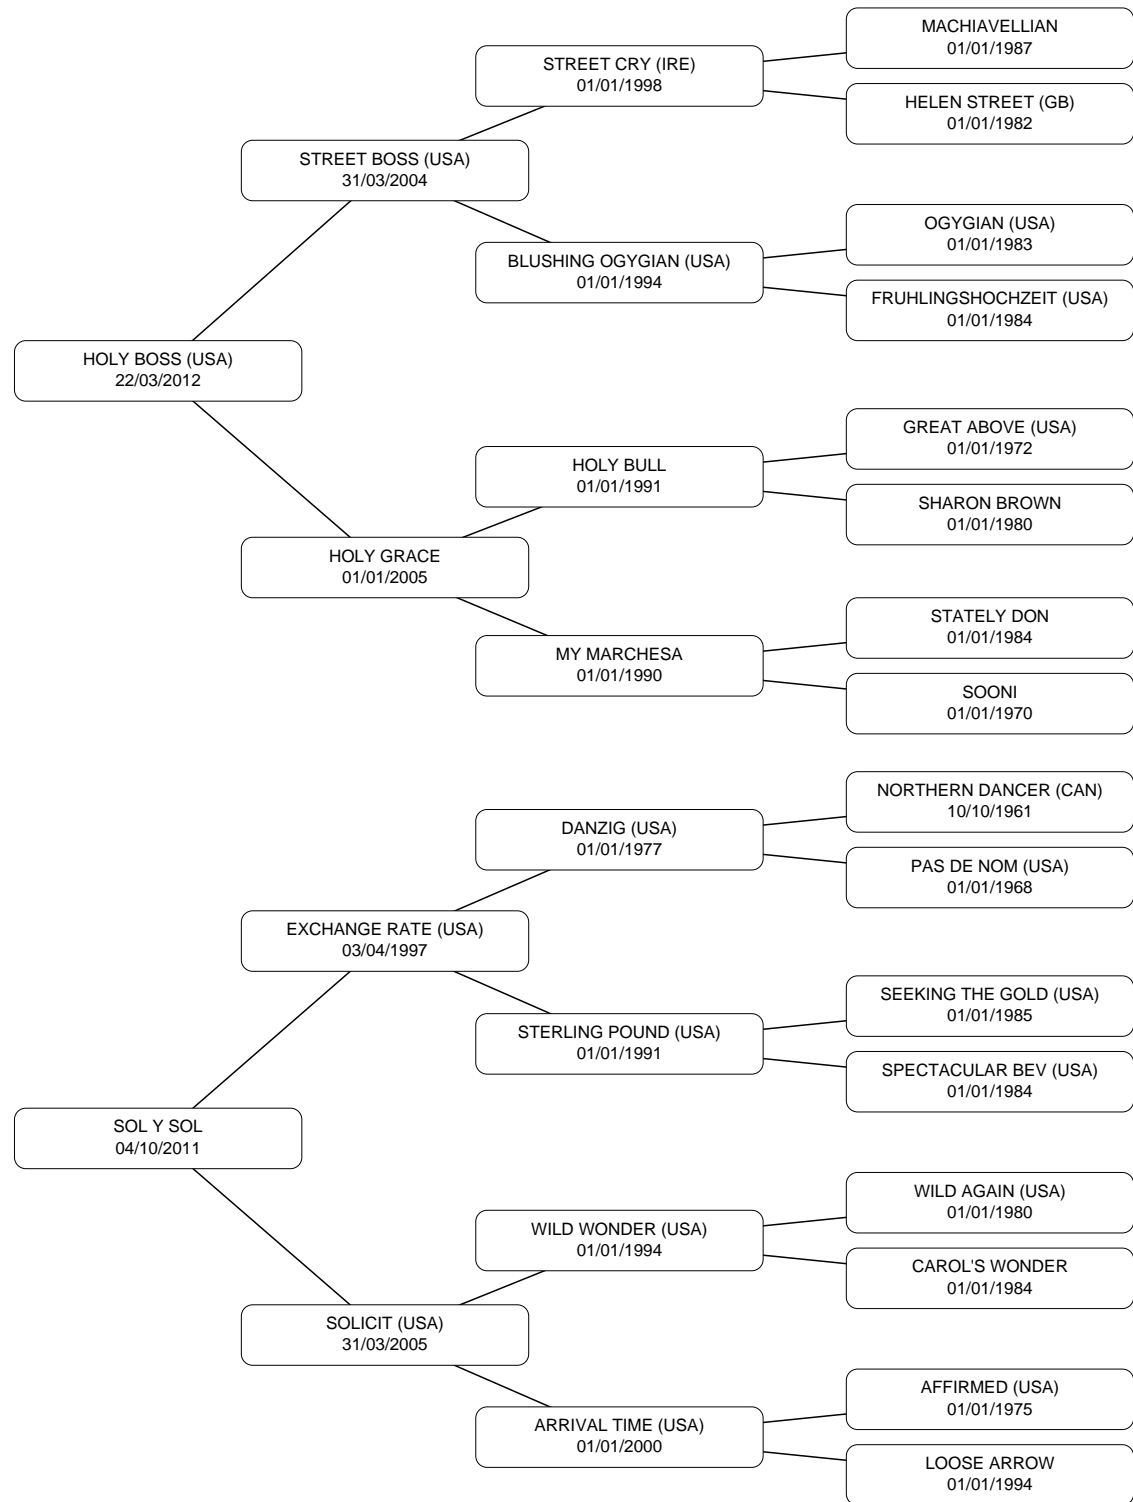 MACHIAVELLIAN
01/01/1987
STREET CRY (IRE)
01/01/1998
HELEN STREET (GB)
01/01/1982
STREET BOSS (USA)
31/03/2004
OGYGIAN (USA)
01/01/1983
BLUSHING OGYGIAN (USA)
01/01/1994
FRUHLINGSHOCHZEIT (USA)
01/01/1984
HOLY BOSS (USA)
22/03/2012
GREAT ABOVE (USA)
01/01/1972
HOLY BULL
01/01/1991
SHARON BROWN
01/01/1980
HOLY GRACE
01/01/2005
STATELY DON
01/01/1984
MY MARCHESA
01/01/1990
SOONI
01/01/1970
NORTHERN DANCER (CAN)
10/10/1961
DANZIG (USA)
01/01/1977
PAS DE NOM (USA)
01/01/1968
EXCHANGE RATE (USA)
03/04/1997
SEEKING THE GOLD (USA)
01/01/1985
STERLING POUND (USA)
01/01/1991
SPECTACULAR BEV (USA)
01/01/1984
SOL Y SOL
04/10/2011
WILD AGAIN (USA)
01/01/1980
WILD WONDER (USA)
01/01/1994
CAROL'S WONDER
01/01/1984
SOLICIT (USA)
31/03/2005
AFFIRMED (USA)
01/01/1975
ARRIVAL TIME (USA)
01/01/2000
LOOSE ARROW
01/01/1994